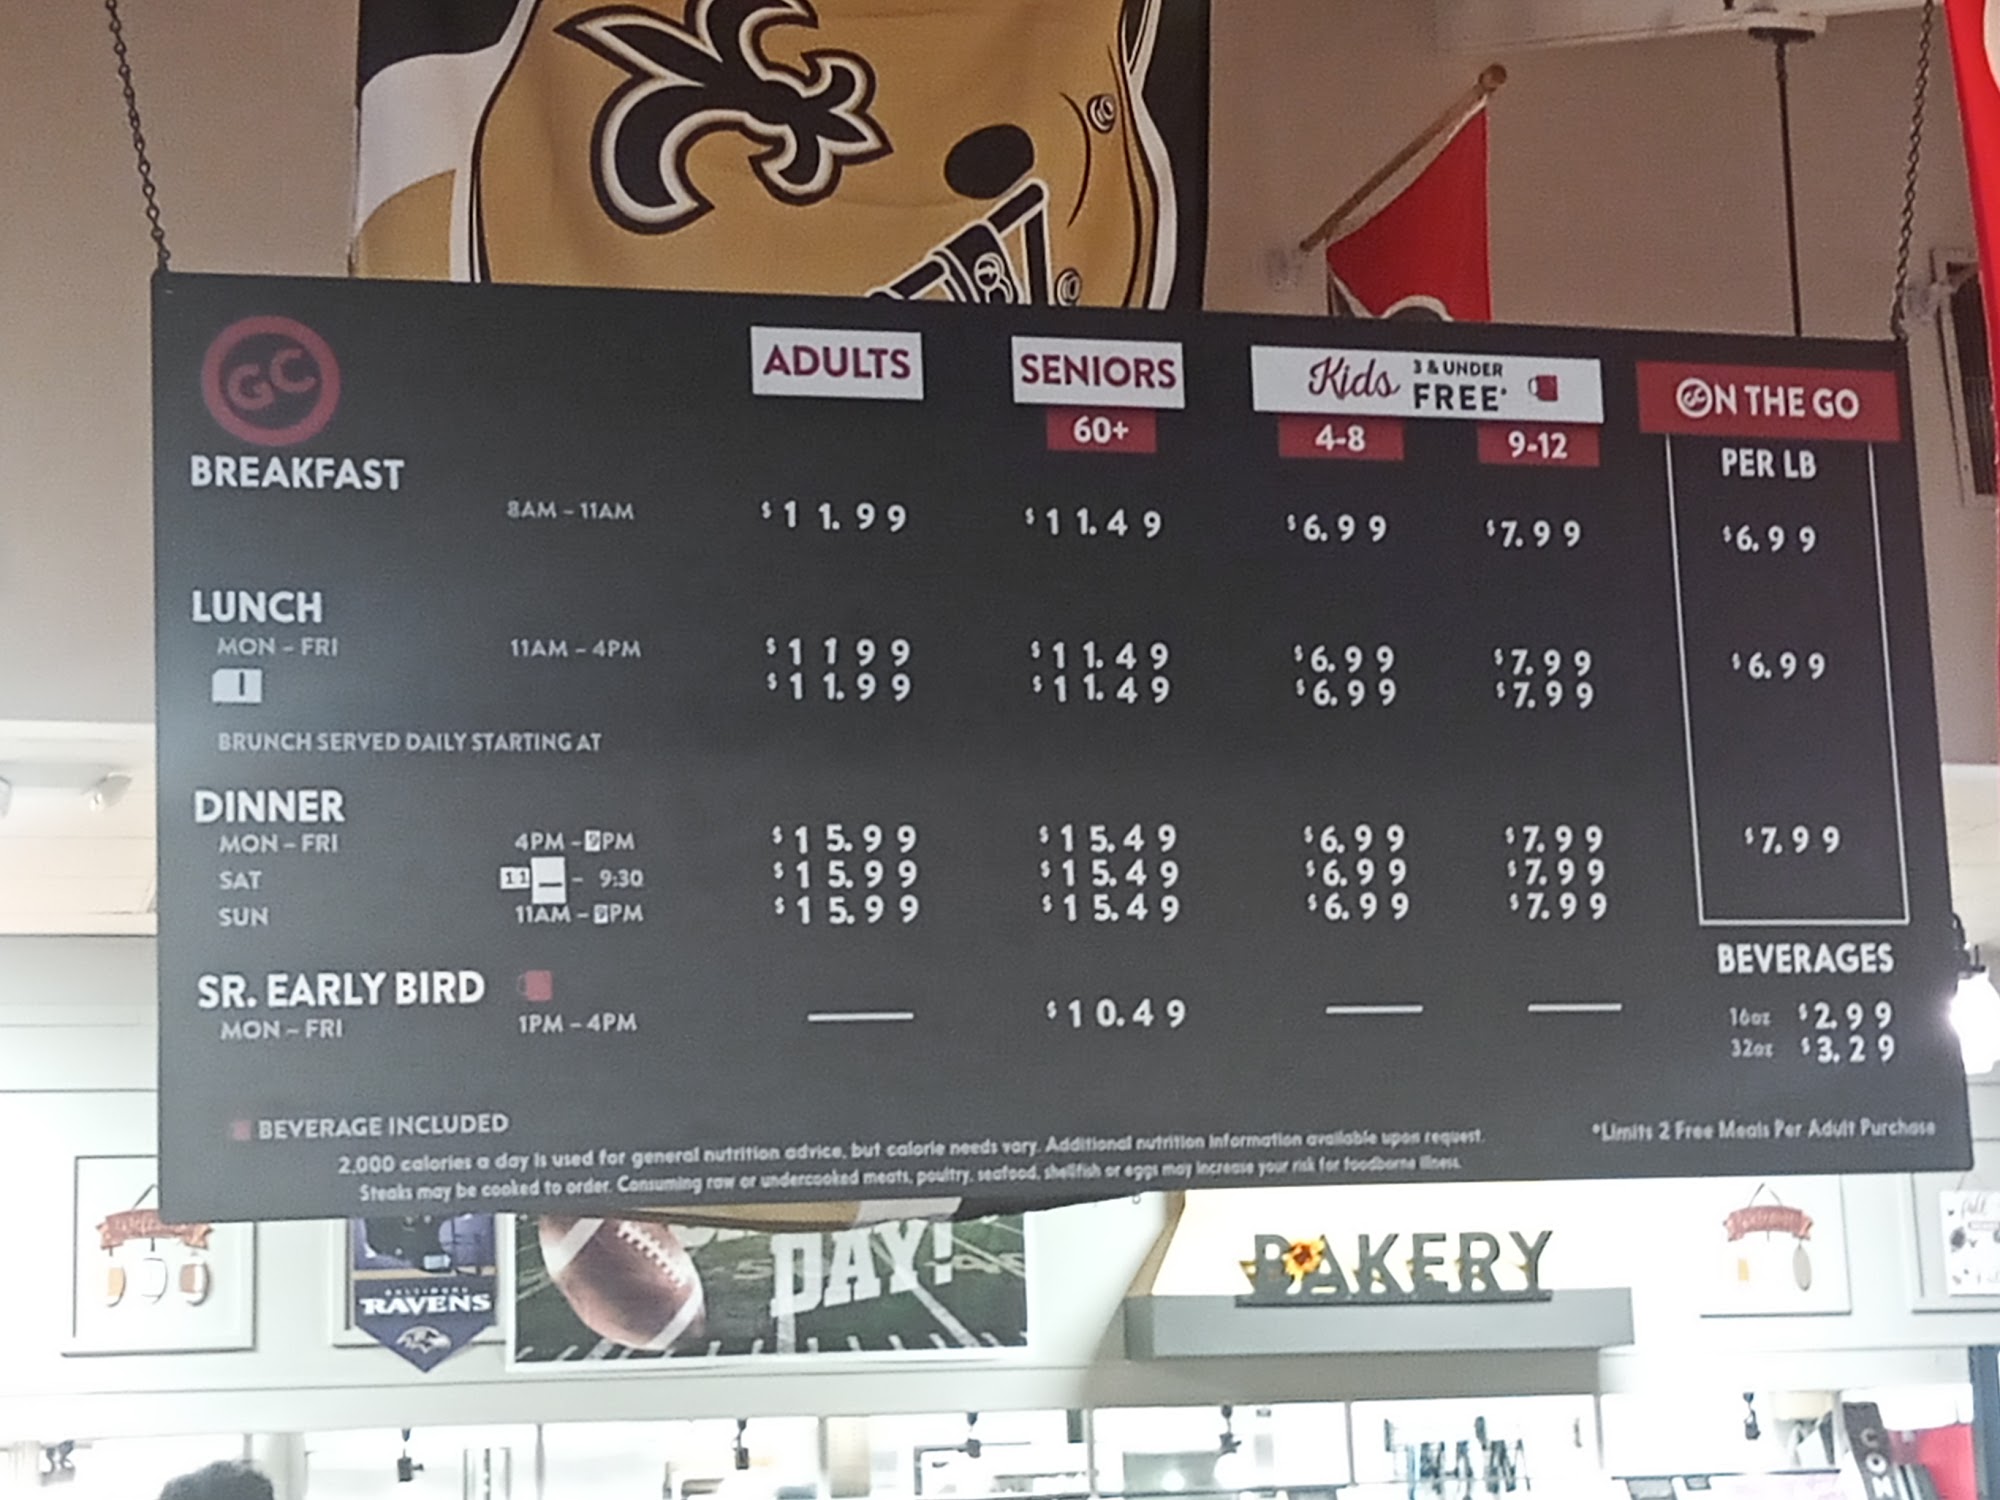 GC
ADULTS SENIORS Kids 3 & UNDER FREE* GC ON THE GO
60+ 4-8 9-12 PER LB
BREAKFAST
8AM – 11AM $11.99 $11.49 $6.99 $7.99 $6.99
LUNCH
MON – FRI 11AM – 4PM $1199 $11.49 $6.99 $7.99 $6.99
$11.99 $11.49 $6.99 $7.99
BRUNCH SERVED DAILY STARTING AT
DINNER
MON – FRI 4PM – 9PM $15.99 $15.49 $6.99 $7.99 $7.99
SAT 11 – 9:30 $15.99 $15.49 $6.99 $7.99
SUN 11AM – 9PM $15.99 $15.49 $6.99 $7.99
BEVERAGES
SR. EARLY BIRD
MON – FRI 1PM – 4PM — $10.49 — —
16oz $2.99
32oz $3.29
BEVERAGE INCLUDED
*Limits 2 Free Meals Per Adult Purchase
2,000 calories a day is used for general nutrition advice, but calorie needs vary. Additional nutrition information available upon request.
Steaks may be cooked to order. Consuming raw or undercooked meats, poultry, seafood, shellfish or eggs may increase your risk for foodborne illness.
DAY!
BAKERY
RAVENS